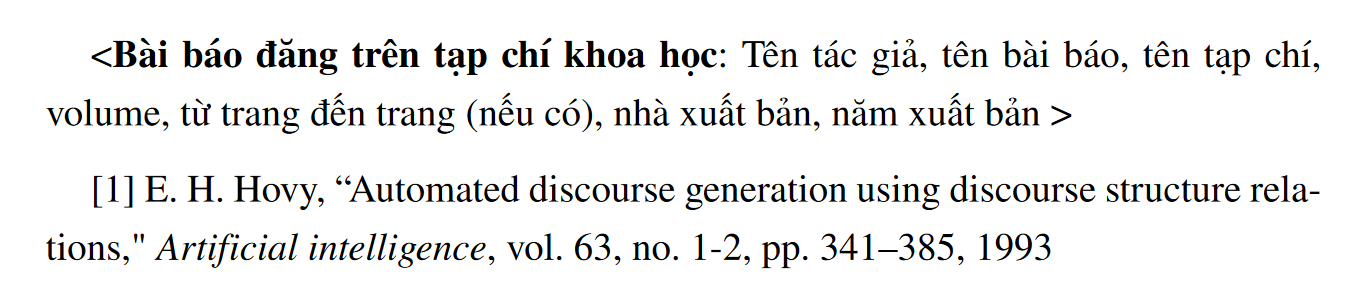 <Bài báo đăng trên tạp chí khoa học: Tên tác giả, tên bài báo, tên tạp chí,
volume, từ trang đến trang (nếu có), nhà xuất bản, năm xuất bản >
[1] E. H. Hovy, “Automated discourse generation using discourse structure rela-
tions," Artificial intelligence, vol. 63, no. 1-2, pp. 341–385, 1993